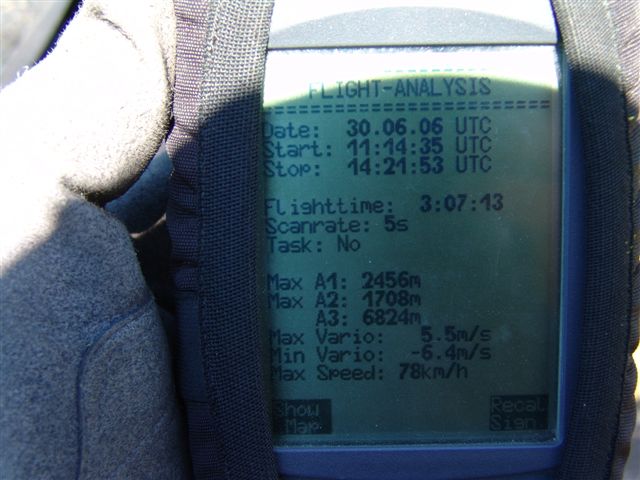 FLIGHT-ANALYSIS
Date: 30.06.06 UTC
Start: 11:14:35 UTC
Stop: 14:21:53 UTC
Flighttime: 3:07:13
Scanrate: 5s
Task: No
Max A1: 2456m
Max A2: 1708m
A3: 6824m
Max Vario: 5.5m/s
Min Vario: -6.4m/s
Max Speed: 78km/h
Show Recal
Map Sign